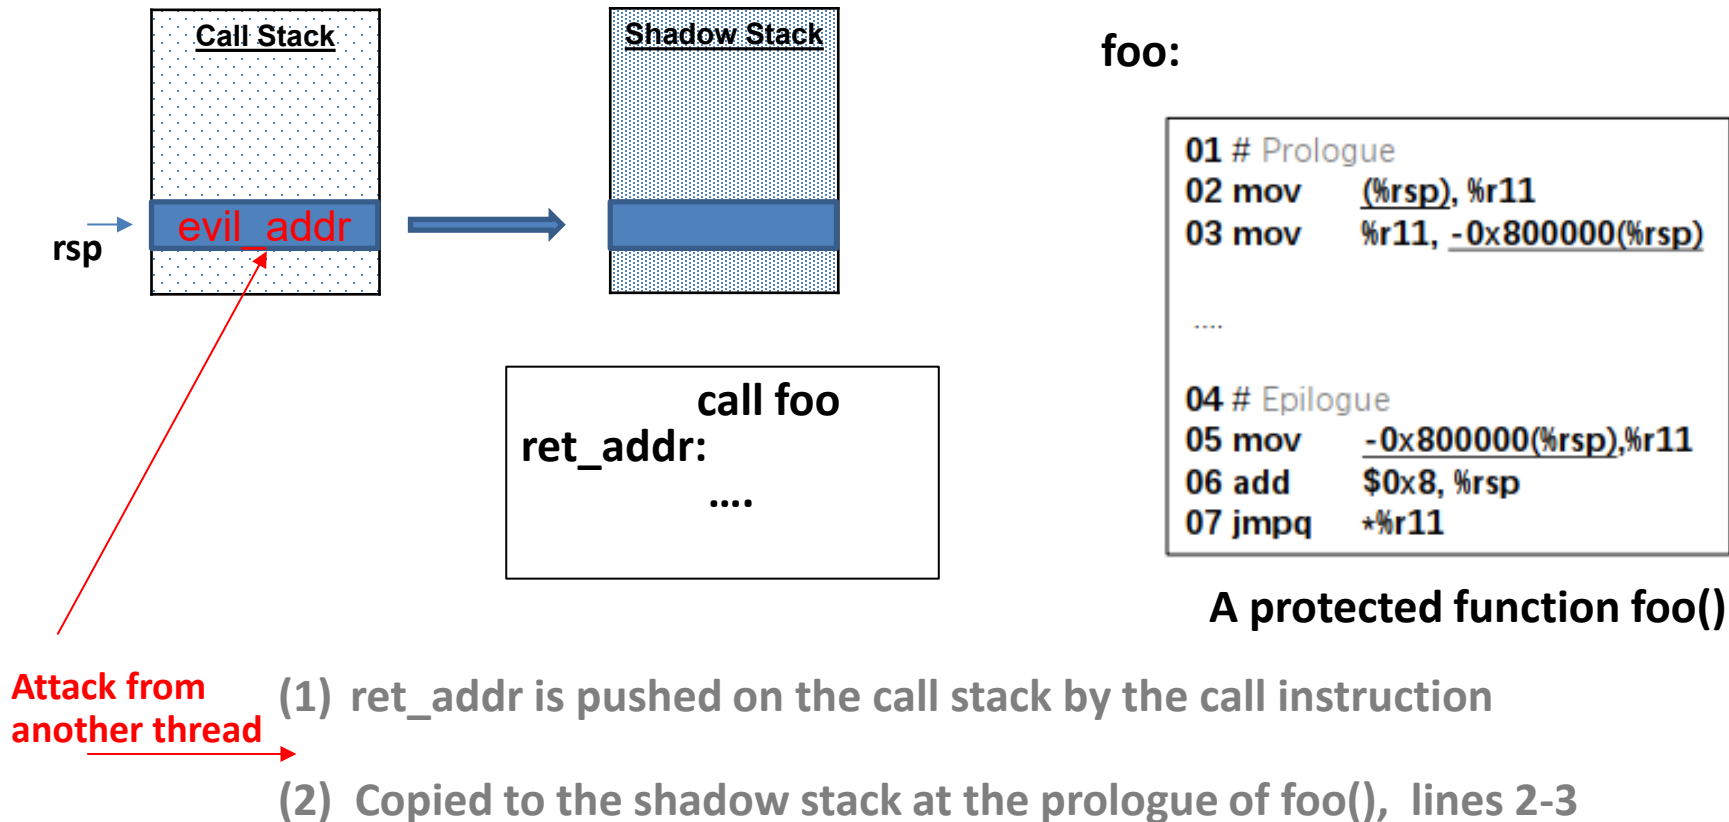 Call Stack
Shadow Stack
foo:
evil_addr
rsp
01 # Prologue
02 mov (%rsp), %r11
03 mov %r11, -0x800000(%rsp)
....
04 # Epilogue
05 mov -0x800000(%rsp),%r11
06 add $0x8, %rsp
07 jmpq *%r11
call foo
ret_addr:
....
A protected function foo()
Attack from
another thread
(1) ret_addr is pushed on the call stack by the call instruction
(2) Copied to the shadow stack at the prologue of foo(), lines 2-3